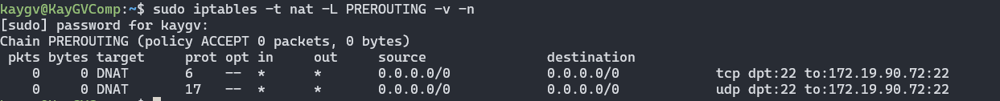 kaygv@KayGVComp:~$ sudo iptables -t nat -L PREROUTING -v -n
[sudo] password for kaygv:
Chain PREROUTING (policy ACCEPT 0 packets, 0 bytes)
 pkts bytes target     prot opt in     out     source               destination
    0     0 DNAT       6    --  *      *       0.0.0.0/0            0.0.0.0/0            tcp dpt:22 to:172.19.90.72:22
    0     0 DNAT       17   --  *      *       0.0.0.0/0            0.0.0.0/0            udp dpt:22 to:172.19.90.72:22